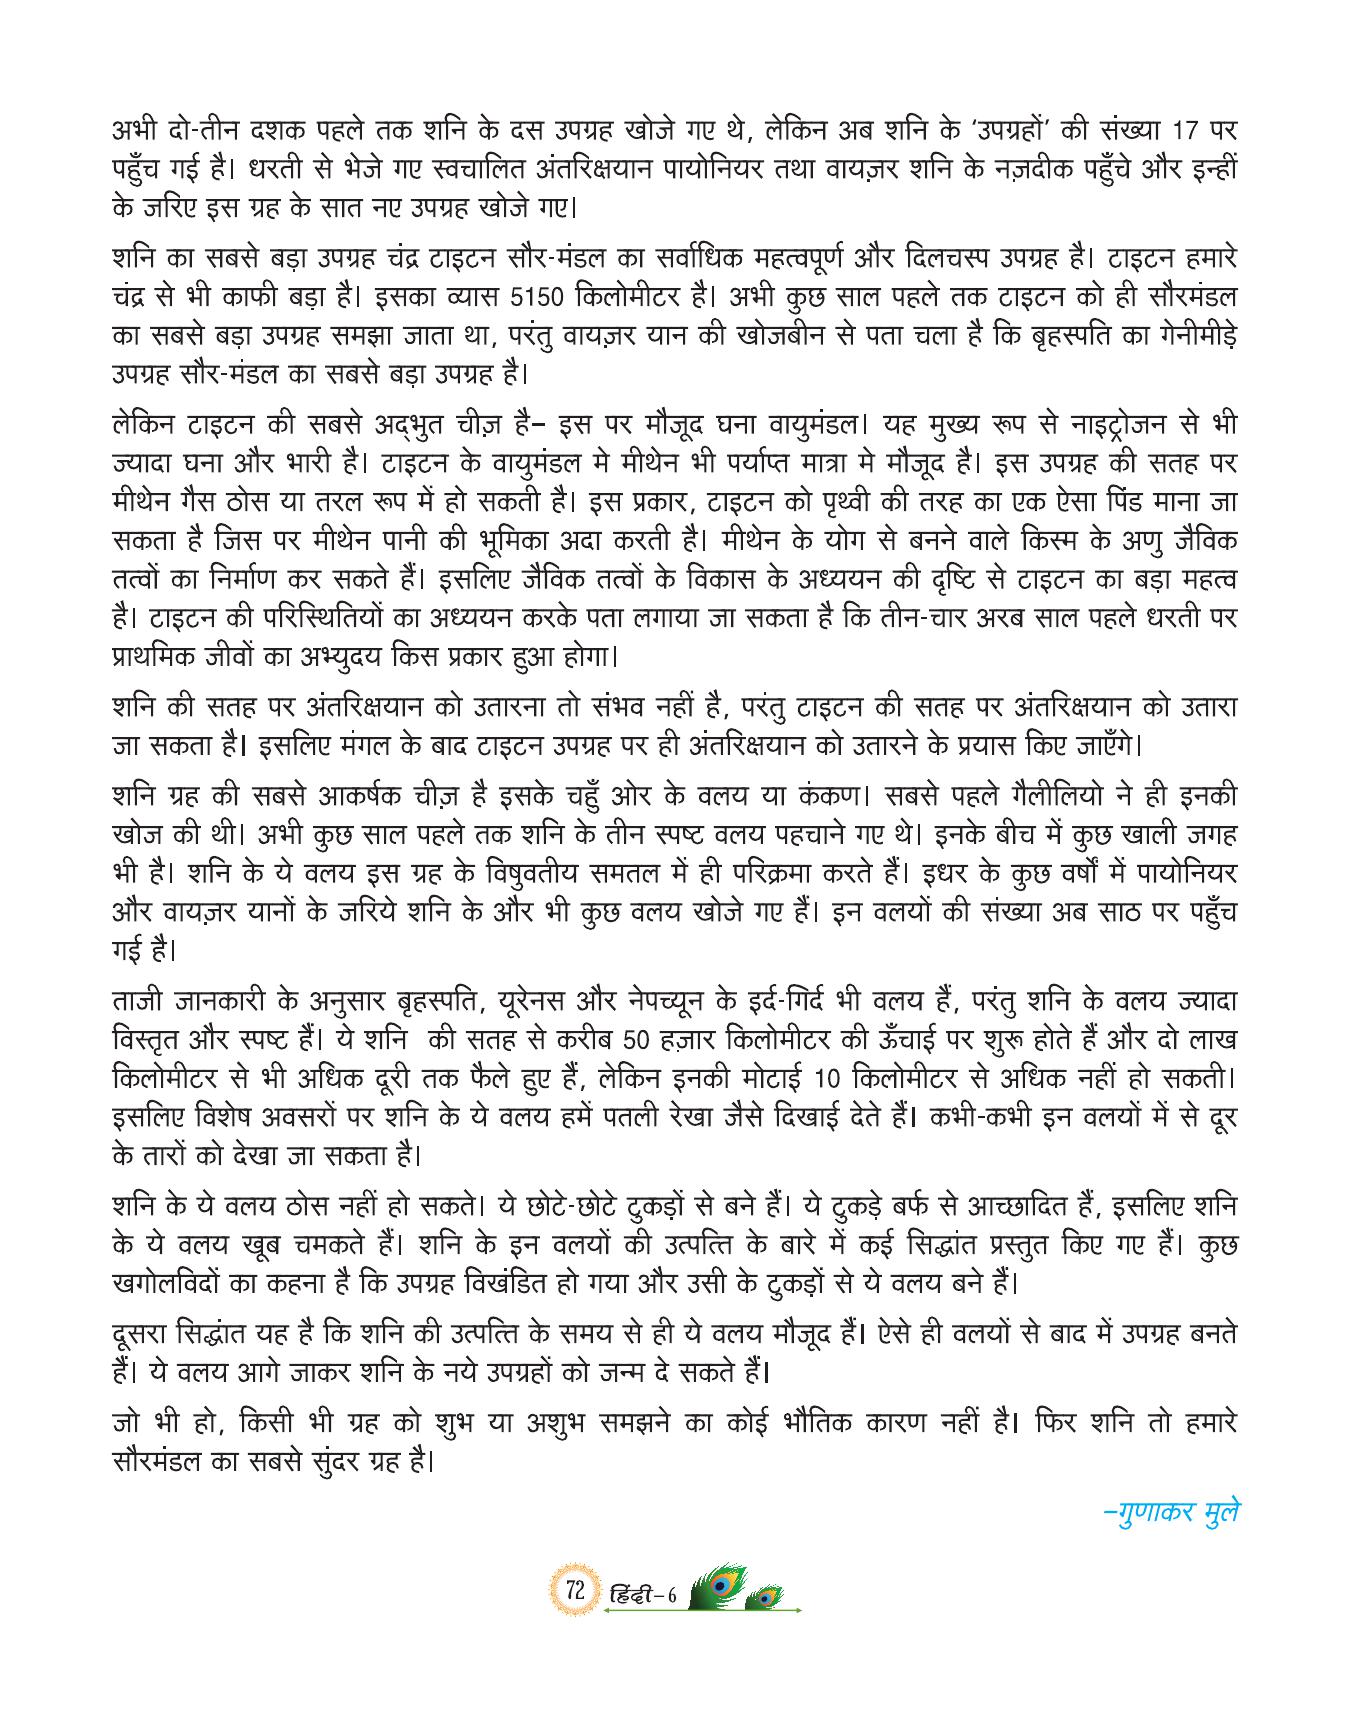 अभी दो-तीन दशक पहले तक शनि के दस उपग्रह खोजे गए थे, लेकिन अब शनि के ‘उपग्रहों’ की संख्या 17 पर
पहुँच गई है। धरती से भेजे गए स्वचालित अंतरिक्षयान पायोनियर तथा वायज़र शनि के नज़दीक पहुँचे और इन्हीं
के जरिए इस ग्रह के सात नए उपग्रह खोजे गए।
शनि का सबसे बड़ा उपग्रह चंद्र टाइटन सौर-मंडल का सर्वाधिक महत्वपूर्ण और दिलचस्प उपग्रह है। टाइटन हमारे
चंद्र से भी काफी बड़ा है। इसका व्यास 5150 किलोमीटर है। अभी कुछ साल पहले तक टाइटन को ही सौरमंडल
का सबसे बड़ा उपग्रह समझा जाता था, परंतु वायज़र यान की खोजबीन से पता चला है कि बृहस्पति का गेनीमीड़े
उपग्रह सौर-मंडल का सबसे बड़ा उपग्रह है।
लेकिन टाइटन की सबसे अद्भुत चीज़ है– इस पर मौजूद घना वायुमंडल। यह मुख्य रूप से नाइट्रोजन से भी
ज्यादा घना और भारी है। टाइटन के वायुमंडल मे मीथेन भी पर्याप्त मात्रा मे मौजूद है। इस उपग्रह की सतह पर
मीथेन गैस ठोस या तरल रूप में हो सकती है। इस प्रकार, टाइटन को पृथ्वी की तरह का एक ऐसा पिंड माना जा
सकता है जिस पर मीथेन पानी की भूमिका अदा करती है। मीथेन के योग से बनने वाले किस्म के अणु जैविक
तत्वों का निर्माण कर सकते हैं। इसलिए जैविक तत्वों के विकास के अध्ययन की दृष्टि से टाइटन का बड़ा महत्व
है। टाइटन की परिस्थितियों का अध्ययन करके पता लगाया जा सकता है कि तीन-चार अरब साल पहले धरती पर
प्राथमिक जीवों का अभ्युदय किस प्रकार हुआ होगा।
शनि की सतह पर अंतरिक्षयान को उतारना तो संभव नहीं है, परंतु टाइटन की सतह पर अंतरिक्षयान को उतारा
जा सकता है। इसलिए मंगल के बाद टाइटन उपग्रह पर ही अंतरिक्षयान को उतारने के प्रयास किए जाएँगे।
शनि ग्रह की सबसे आकर्षक चीज़ है इसके चहुँ ओर के वलय या कंकण। सबसे पहले गैलीलियो ने ही इनकी
खोज की थी। अभी कुछ साल पहले तक शनि के तीन स्पष्ट वलय पहचाने गए थे। इनके बीच में कुछ खाली जगह
भी है। शनि के ये वलय इस ग्रह के विषुवतीय समतल में ही परिक्रमा करते हैं। इधर के कुछ वर्षों में पायोनियर
और वायज़र यानों के जरिये शनि के और भी कुछ वलय खोजे गए हैं। इन वलयों की संख्या अब साठ पर पहुँच
गई है।
ताजी जानकारी के अनुसार बृहस्पति, यूरेनस और नेपच्यून के इर्द-गिर्द भी वलय हैं, परंतु शनि के वलय ज्यादा
विस्तृत और स्पष्ट हैं। ये शनि की सतह से करीब 50 हज़ार किलोमीटर की ऊँचाई पर शुरू होते हैं और दो लाख
किलोमीटर से भी अधिक दूरी तक फैले हुए हैं, लेकिन इनकी मोटाई 10 किलोमीटर से अधिक नहीं हो सकती।
इसलिए विशेष अवसरों पर शनि के ये वलय हमें पतली रेखा जैसे दिखाई देते हैं। कभी-कभी इन वलयों में से दूर
के तारों को देखा जा सकता है।
शनि के ये वलय ठोस नहीं हो सकते। ये छोटे-छोटे टुकड़ों से बने हैं। ये टुकड़े बर्फ से आच्छादित हैं, इसलिए शनि
के ये वलय खूब चमकते हैं। शनि के इन वलयों की उत्पत्ति के बारे में कई सिद्धांत प्रस्तुत किए गए हैं। कुछ
खगोलविदों का कहना है कि उपग्रह विखंडित हो गया और उसी के टुकड़ों से ये वलय बने हैं।
दूसरा सिद्धांत यह है कि शनि की उत्पत्ति के समय से ही ये वलय मौजूद हैं। ऐसे ही वलयों से बाद में उपग्रह बनते
हैं। ये वलय आगे जाकर शनि के नये उपग्रहों को जन्म दे सकते हैं।
जो भी हो, किसी भी ग्रह को शुभ या अशुभ समझने का कोई भौतिक कारण नहीं है। फिर शनि तो हमारे
सौरमंडल का सबसे सुंदर ग्रह है।
–गुणाकर मुले
72 हिंदी–6